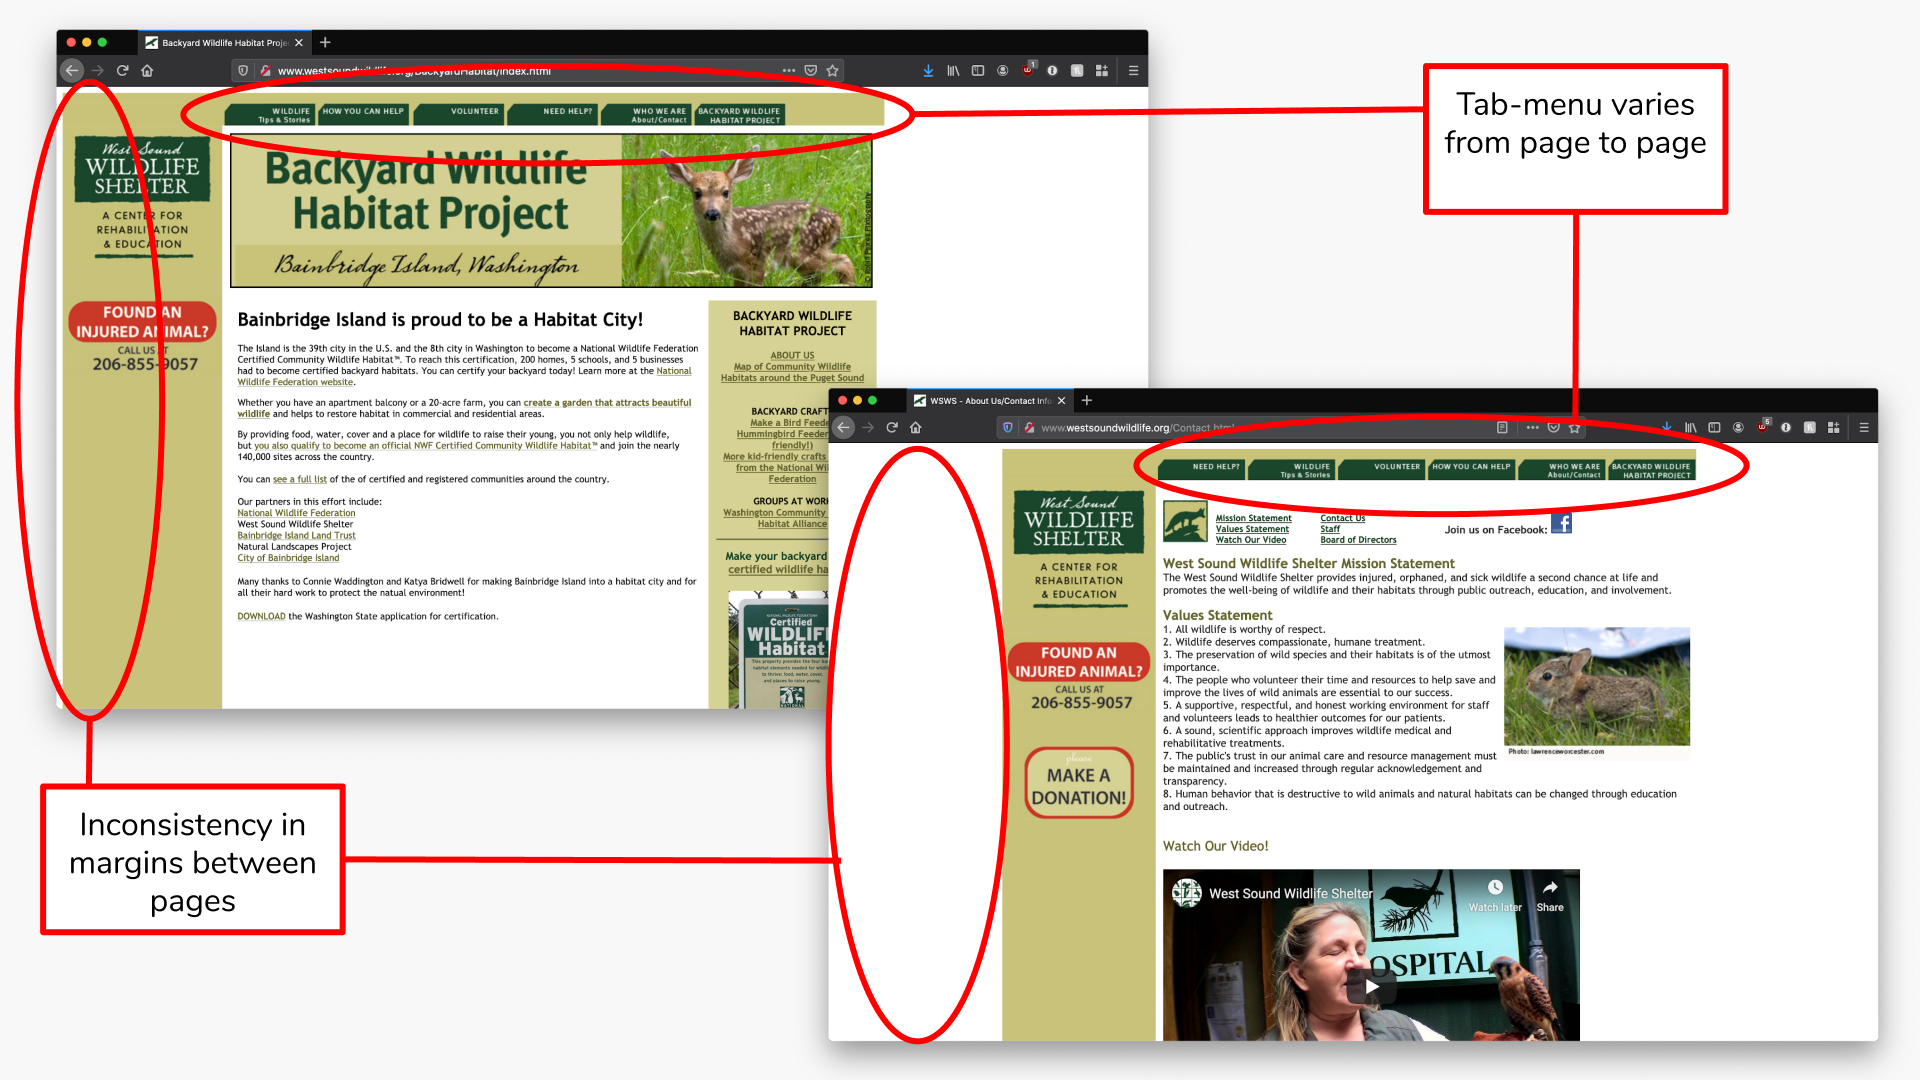 Backyard Wildlife Habitat Proje
www.westsoundwildlife.org/BackyardHabitat/index.html
1
WILDLIFE
Tips & Stories
HOW YOU CAN HELP
VOLUNTEER
NEED HELP?
WHO WE ARE
About/Contact
BACKYARD WILDLIFE
HABITAT PROJECT
West Sound
WILDLIFE
SHELTER
A CENTER FOR
REHABILITATION
& EDUCATION
FOUND AN
INJURED ANIMAL?
CALL US AT
206-855-9057
Backyard Wildlife
Habitat Project
Bainbridge Island, Washington
Bainbridge Island is proud to be a Habitat City!
The Island is the 39th city in the U.S. and the 8th city in Washington to become a National Wildlife Federation
Certified Community Wildlife Habitat™. To reach this certification, 200 homes, 5 schools, and 5 businesses
had to become certified backyard habitats. You can certify your backyard today! Learn more at the National
Wildlife Federation website.
Whether you have an apartment balcony or a 20-acre farm, you can create a garden that attracts beautiful
wildlife and helps to restore habitat in commercial and residential areas.
By providing food, water, cover and a place for wildlife to raise their young, you not only help wildlife,
but you also qualify to become an official NWF Certified Community Wildlife Habitat™ and join the nearly
140,000 sites across the country.
You can see a full list of the of certified and registered communities around the country.
Our partners in this effort include:
National Wildlife Federation
West Sound Wildlife Shelter
Bainbridge Island Land Trust
Natural Landscapes Project
City of Bainbridge Island
Many thanks to Connie Waddington and Katya Bridwell for making Bainbridge Island into a habitat city and for
all their hard work to protect the natual environment!
DOWNLOAD the Washington State application for certification.
BACKYARD WILDLIFE
HABITAT PROJECT
ABOUT US
Map of Community Wildlife
Habitats around the Puget Sound
BACKYARD CRAFT
Make a Bird Feede
Hummingbird Feeder
friendly!)
More kid-friendly crafts
from the National Wil
Federation
GROUPS AT WORK
Washington Community
Habitat Alliance
Make your backyard
certified wildlife ha
Certified
WILDLIF
Habitat
This property provides the four bas
habitat elements needed for wildli
to thrive: food, water, cover,
and places to raise young.
NATIONAL
Tab-menu varies
from page to page
Inconsistency in
margins between
pages
WSWS - About Us/Contact Info
www.westsoundwildlife.org/Contact.html
NEED HELP?
WILDLIFE
Tips & Stories
VOLUNTEER
HOW YOU CAN HELP
WHO WE ARE
About/Contact
BACKYARD WILDLIFE
HABITAT PROJECT
West Sound
WILDLIFE
SHELTER
A CENTER FOR
REHABILITATION
& EDUCATION
FOUND AN
INJURED ANIMAL?
CALL US AT
206-855-9057
please
MAKE A
DONATION!
Mission Statement
Values Statement
Watch Our Video
Contact Us
Staff
Board of Directors
Join us on Facebook: f
West Sound Wildlife Shelter Mission Statement
The West Sound Wildlife Shelter provides injured, orphaned, and sick wildlife a second chance at life and
promotes the well-being of wildlife and their habitats through public outreach, education, and involvement.
Values Statement
1. All wildlife is worthy of respect.
2. Wildlife deserves compassionate, humane treatment.
3. The preservation of wild species and their habitats is of the utmost
importance.
4. The people who volunteer their time and resources to help save and
improve the lives of wild animals are essential to our success.
5. A supportive, respectful, and honest working environment for staff
and volunteers leads to healthier outcomes for our patients.
6. A sound, scientific approach improves wildlife medical and
rehabilitative treatments.
7. The public's trust in our animal care and resource management must
be maintained and increased through regular acknowledgement and
transparency.
8. Human behavior that is destructive to wild animals and natural habitats can be changed through education
and outreach.
Photo: lawrenceworcester.com
Watch Our Video!
West Sound Wildlife Shelter
Watch later
Share
OSPITAL